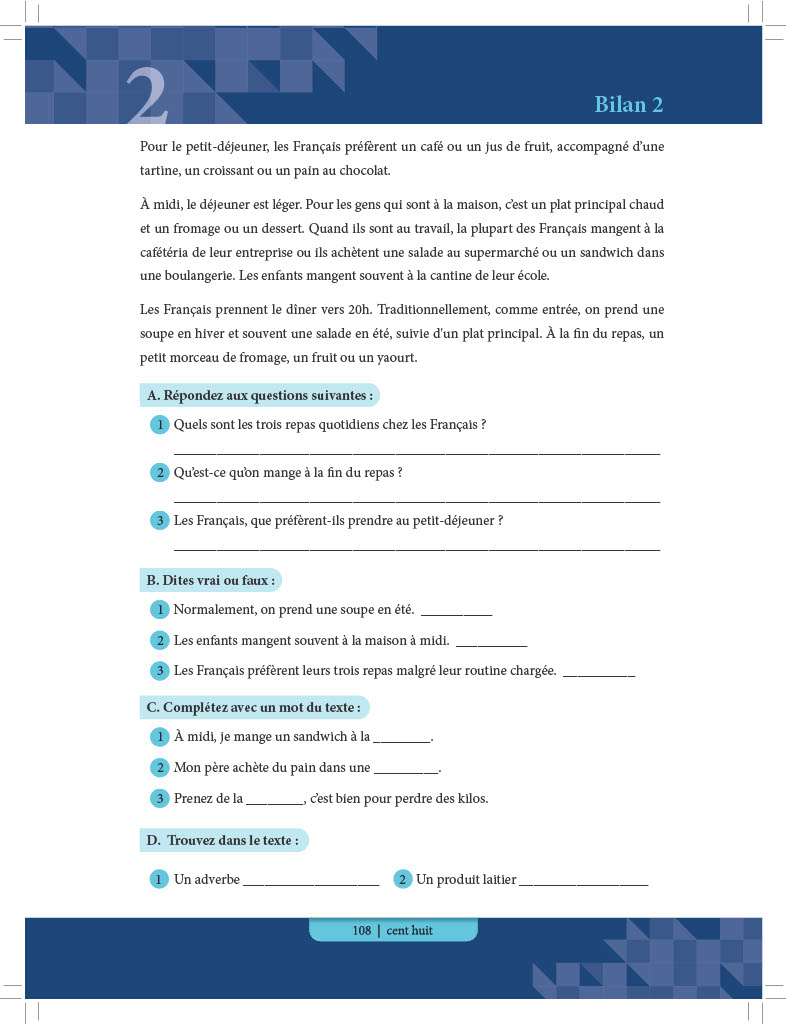 2
Bilan 2
Pour le petit-déjeuner, les Français préfèrent un café ou un jus de fruit, accompagné d'une
tartine, un croissant ou un pain au chocolat.
À midi, le déjeuner est léger. Pour les gens qui sont à la maison, c'est un plat principal chaud
et un fromage ou un dessert. Quand ils sont au travail, la plupart des Français mangent à la
cafétéria de leur entreprise ou ils achètent une salade au supermarché ou un sandwich dans
une boulangerie. Les enfants mangent souvent à la cantine de leur école.
Les Français prennent le dîner vers 20h. Traditionnellement, comme entrée, on prend une
soupe en hiver et souvent une salade en été, suivie d'un plat principal. À la fin du repas, un
petit morceau de fromage, un fruit ou un yaourt.
A. Répondez aux questions suivantes :
1 Quels sont les trois repas quotidiens chez les Français ?
2 Qu'est-ce qu'on mange à la fin du repas ?
3 Les Français, que préfèrent-ils prendre au petit-déjeuner ?
B. Dites vrai ou faux :
1 Normalement, on prend une soupe en été. __________
2 Les enfants mangent souvent à la maison à midi. __________
3 Les Français préfèrent leurs trois repas malgré leur routine chargée. __________
C. Complétez avec un mot du texte :
1 À midi, je mange un sandwich à la ________.
2 Mon père achète du pain dans une _________.
3 Prenez de la ________, c'est bien pour perdre des kilos.
D. Trouvez dans le texte :
1 Un adverbe ___________________ 2 Un produit laitier __________________
108 | cent huit